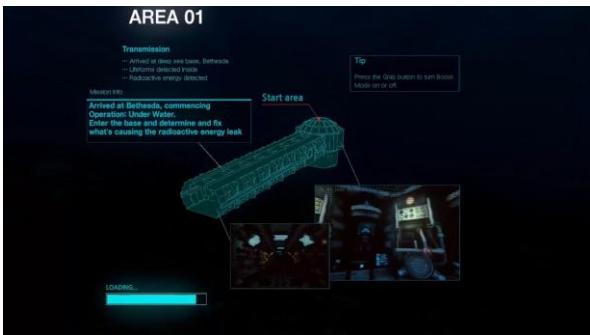 AREA 01
Transmission
--- Arrived at deep sea base, Bethesda
--- Lifeforms detected inside
--- Radioactive energy detected
Tip
Press the Grab button to turn Boost
Mode on or off.
Mission Info
Arrived at Bethesda, commencing
Operation: Under Water.
Enter the base and determine and fix
what's causing the radioactive energy leak
Start area
LOADING...